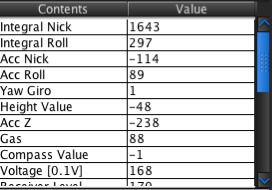 Contents Value
Integral Nick 1643
Integral Roll 297
Acc Nick -114
Acc Roll 89
Yaw Giro 1
Height Value -48
Acc Z -238
Gas 88
Compass Value -1
Voltage [0.1V] 168
Receiver Level 170